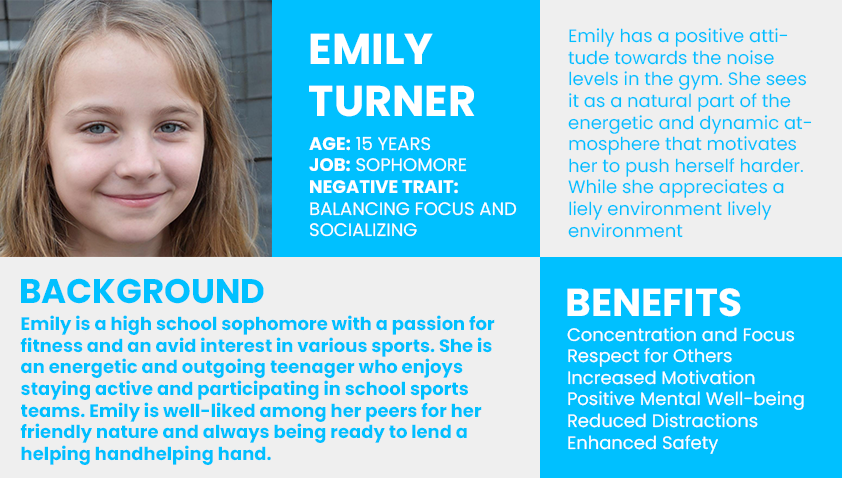 EMILY
TURNER
AGE: 15 YEARS
JOB: SOPHOMORE
NEGATIVE TRAIT:
BALANCING FOCUS AND
SOCIALIZING
Emily has a positive atti-
tude towards the noise
levels in the gym. She sees
it as a natural part of the
energetic and dynamic at-
mosphere that motivates
her to push herself harder.
While she appreciates a
liely environment lively
environment
BACKGROUND
Emily is a high school sophomore with a passion for
fitness and an avid interest in various sports. She is
an energetic and outgoing teenager who enjoys
staying active and participating in school sports
teams. Emily is well-liked among her peers for her
friendly nature and always being ready to lend a
helping handhelping hand.
BENEFITS
Concentration and Focus
Respect for Others
Increased Motivation
Positive Mental Well-being
Reduced Distractions
Enhanced Safety